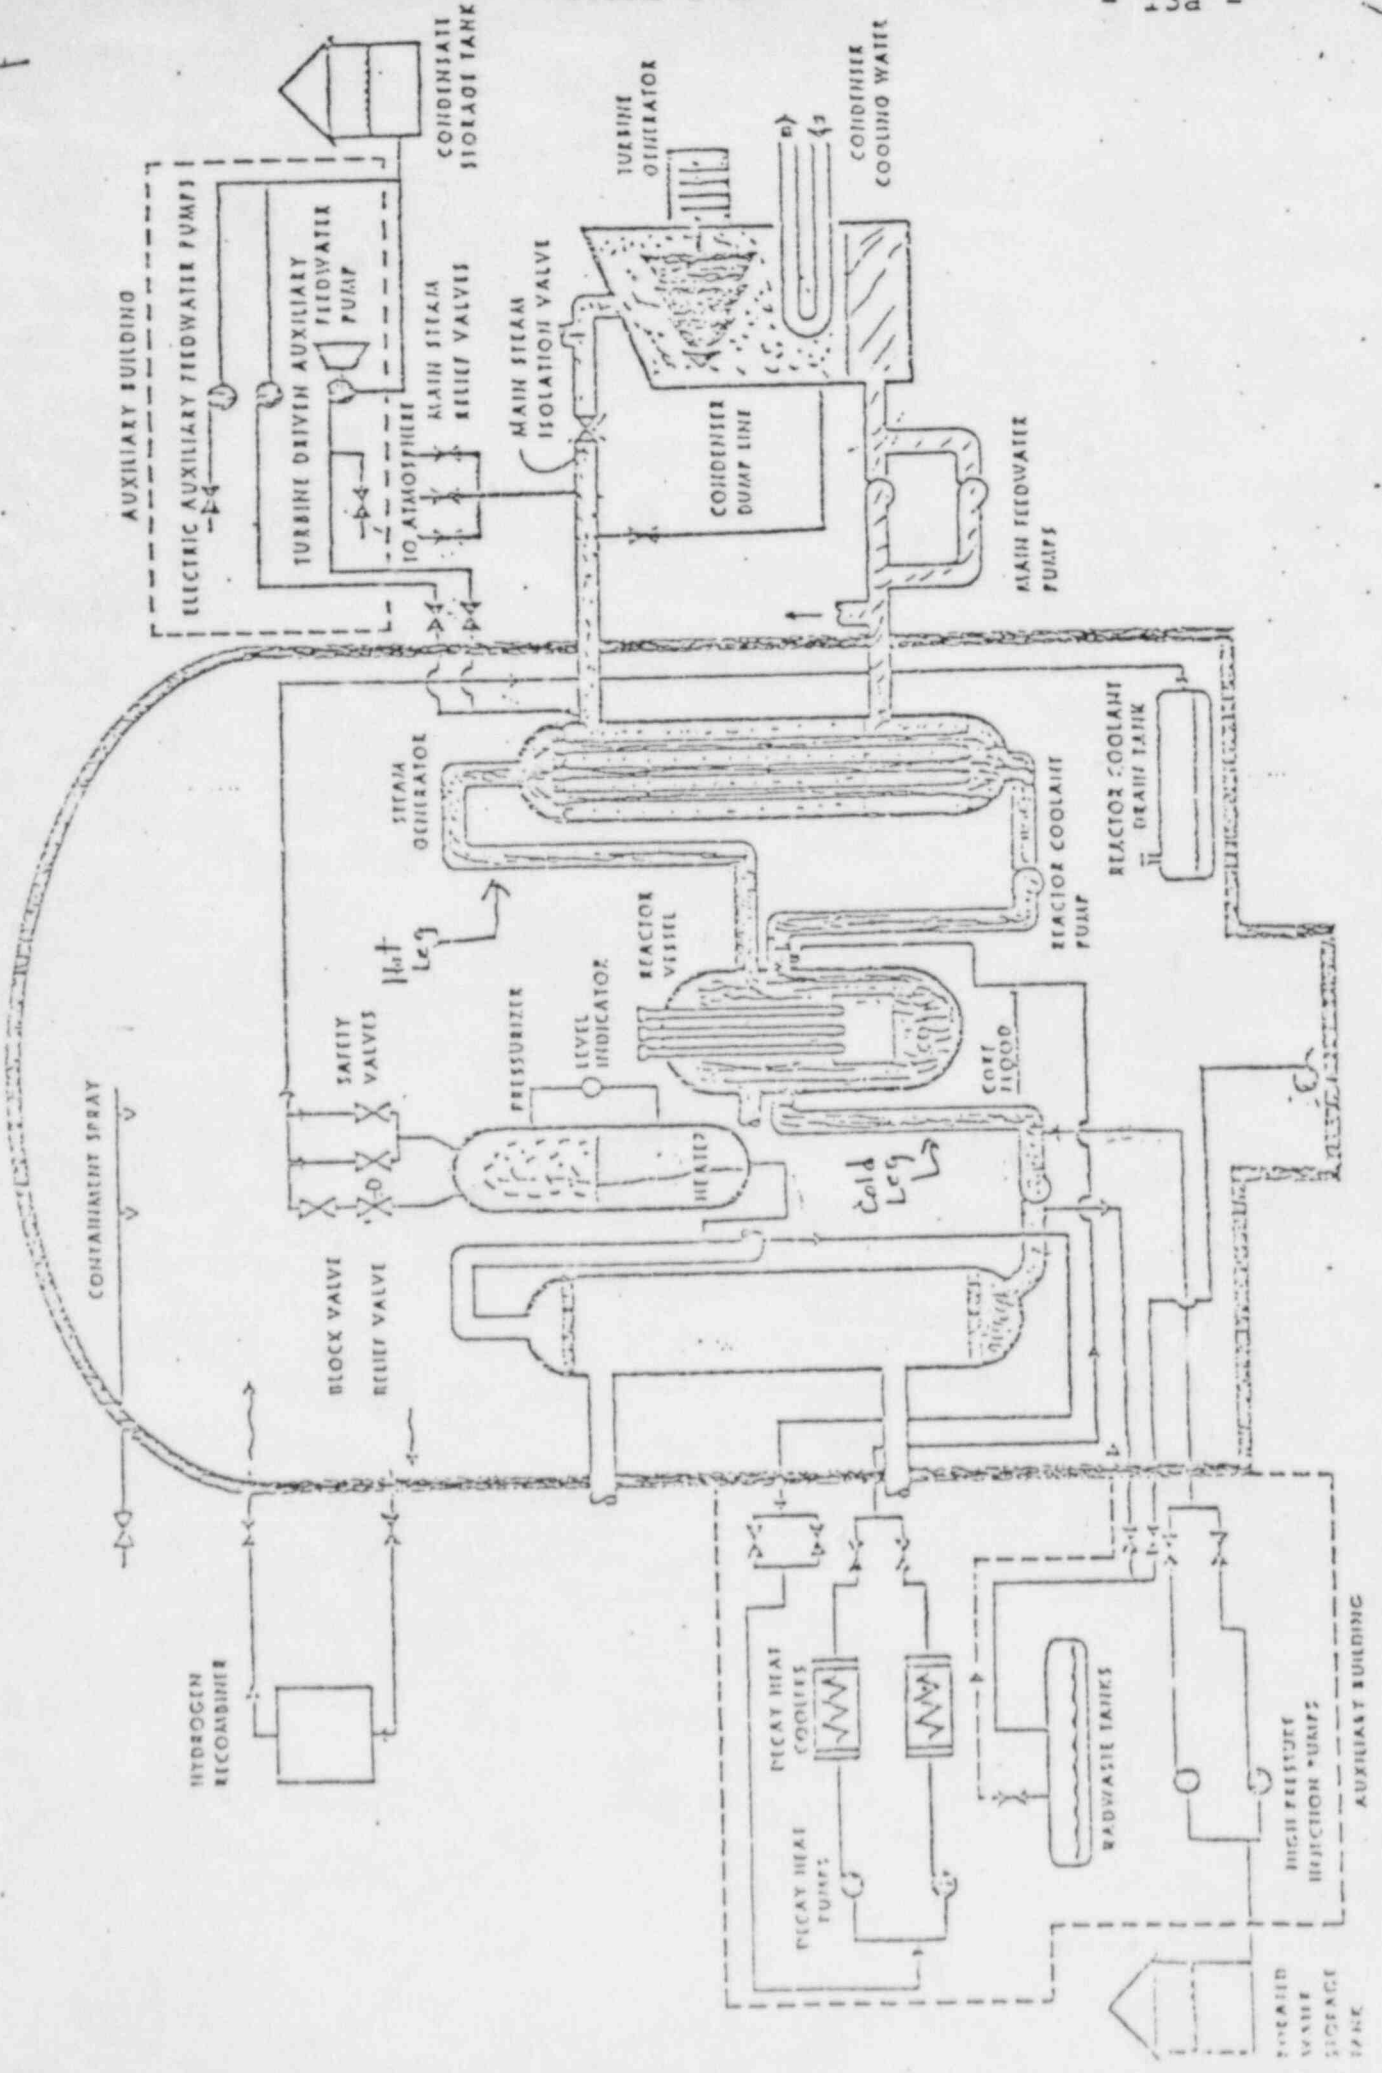 CONTAINMENT SPRAY
HYDROGEN
RECOMBINER
BLOCK VALVE
RELIEF VALVE
SAFETY
VALVES
Hot
Leg
PRESSURIZER
LEVEL
INDICATOR
HEATER
REACTOR
VESSEL
STEAM
GENERATOR
AUXILIARY BUILDING
ELECTRIC AUXILIARY FEEDWATER PUMPS
TURBINE DRIVEN AUXILIARY
FEEDWATER
PUMP
TO ATMOSPHERE
MAIN STEAM
RELIEF VALVES
CONDENSATE
STORAGE TANK
MAIN STEAM
ISOLATION VALVE
TURBINE
GENERATOR
CONDENSER
COOLING WATER
CONDENSER
DUMP LINE
MAIN FEEDWATER
PUMPS
Cold
Leg
CORE
FLOOD
REACTOR COOLANT
PUMP
REACTOR COOLANT
DRAIN TANK
DECAY HEAT
COOLERS
DECAY HEAT
PUMPS
RADWASTE TANKS
HIGH PRESSURE
INJECTION PUMPS
AUXILIARY BUILDING
WATER
STORAGE
TANK